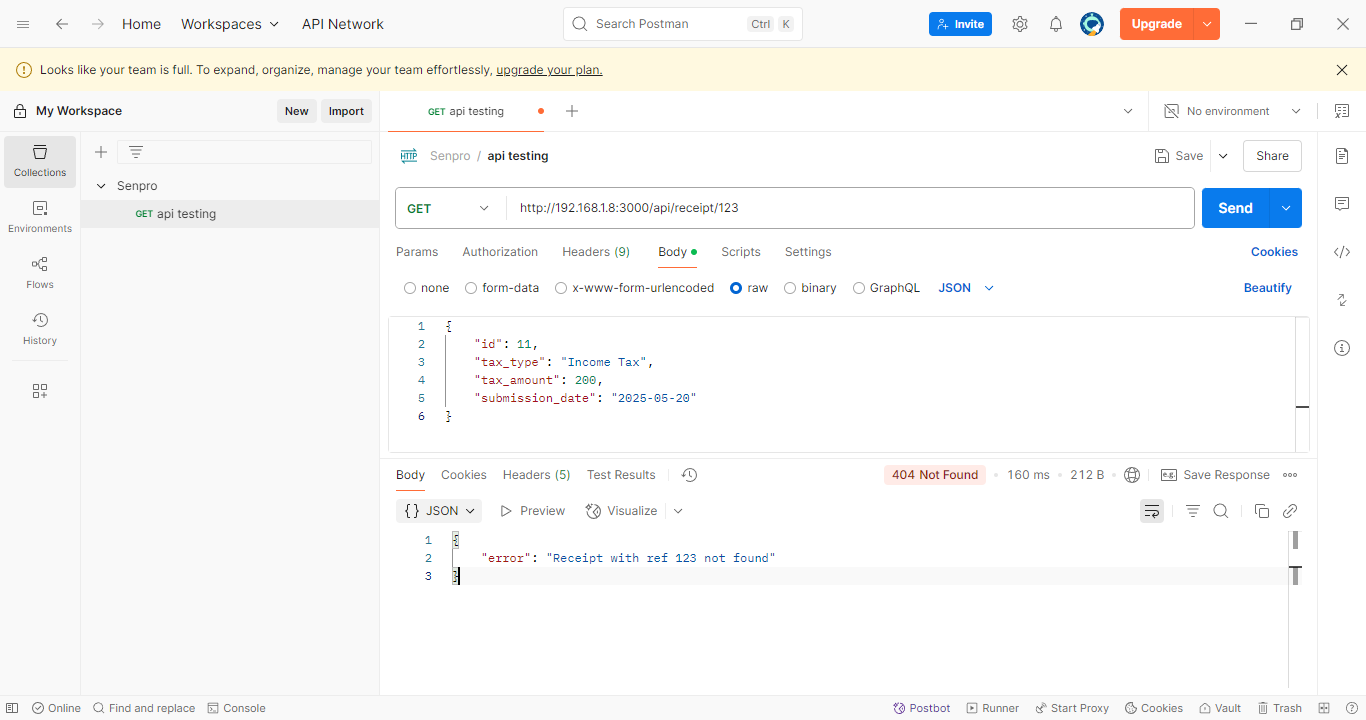 Home Workspaces API Network Search Postman Ctrl K Invite Upgrade
Looks like your team is full. To expand, organize, manage your team effortlessly, upgrade your plan.
My Workspace New Import GET api testing No environment
Collections
Environments
Flows
History
Senpro
GET api testing
HTTP Senpro / api testing Save Share
GET http://192.168.1.8:3000/api/receipt/123 Send
Params Authorization Headers (9) Body Scripts Settings Cookies
none form-data x-www-form-urlencoded raw binary GraphQL JSON Beautify
1 {
2 "id": 11,
3 "tax_type": "Income Tax",
4 "tax_amount": 200,
5 "submission_date": "2025-05-20"
6 }
Body Cookies Headers (5) Test Results 404 Not Found 160 ms 212 B e.g. Save Response
{} JSON Preview Visualize
1 {
2 "error": "Receipt with ref 123 not found"
3 }
Online Find and replace Console Postbot Runner Start Proxy Cookies Vault Trash